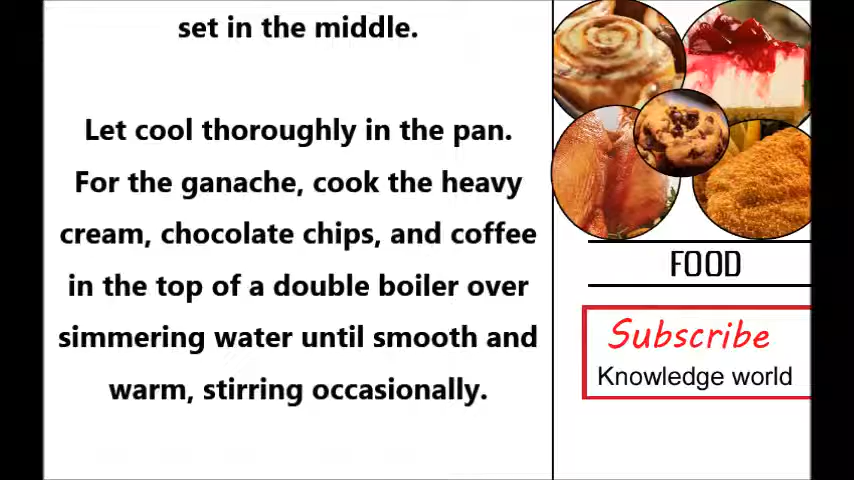 set in the middle.
Let cool thoroughly in the pan.
For the ganache, cook the heavy
cream, chocolate chips, and coffee
in the top of a double boiler over
simmering water until smooth and
warm, stirring occasionally.
FOOD
Subscribe
Knowledge world